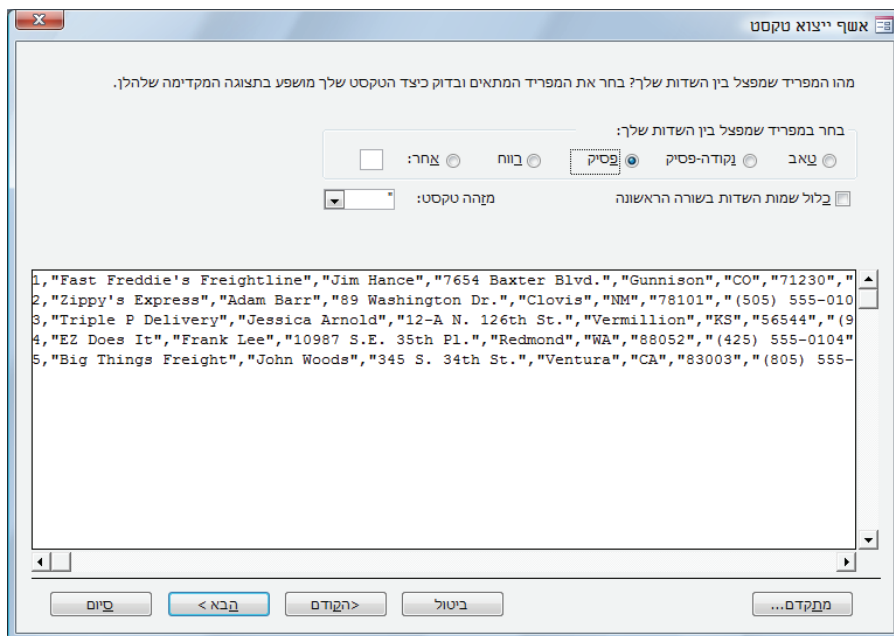 אשף ייצוא טקסט
מהו המפריד שמפצל בין השדות שלך? בחר את המפריד המתאים ובדוק כיצד הטקסט שלך מושפע בתצוגה המקדימה שלהלן.
בחר במפריד שמפצל בין השדות שלך:
טאב נקודה-פסיק פסיק רווח אחר:
כלול שמות השדות בשורה הראשונה מזהה טקסט: "
1,"Fast Freddie's Freightline","Jim Hance","7654 Baxter Blvd.","Gunnison","CO","71230","
2,"Zippy's Express","Adam Barr","89 Washington Dr.","Clovis","NM","78101","(505) 555-010
3,"Triple P Delivery","Jessica Arnold","12-A N. 126th St.","Vermillion","KS","56544","(9
4,"EZ Does It","Frank Lee","10987 S.E. 35th Pl.","Redmond","WA","88052","(425) 555-0104"
5,"Big Things Freight","John Woods","345 S. 34th St.","Ventura","CA","83003","(805) 555-
מתקדם... ביטול <הקודם הבא > סיום